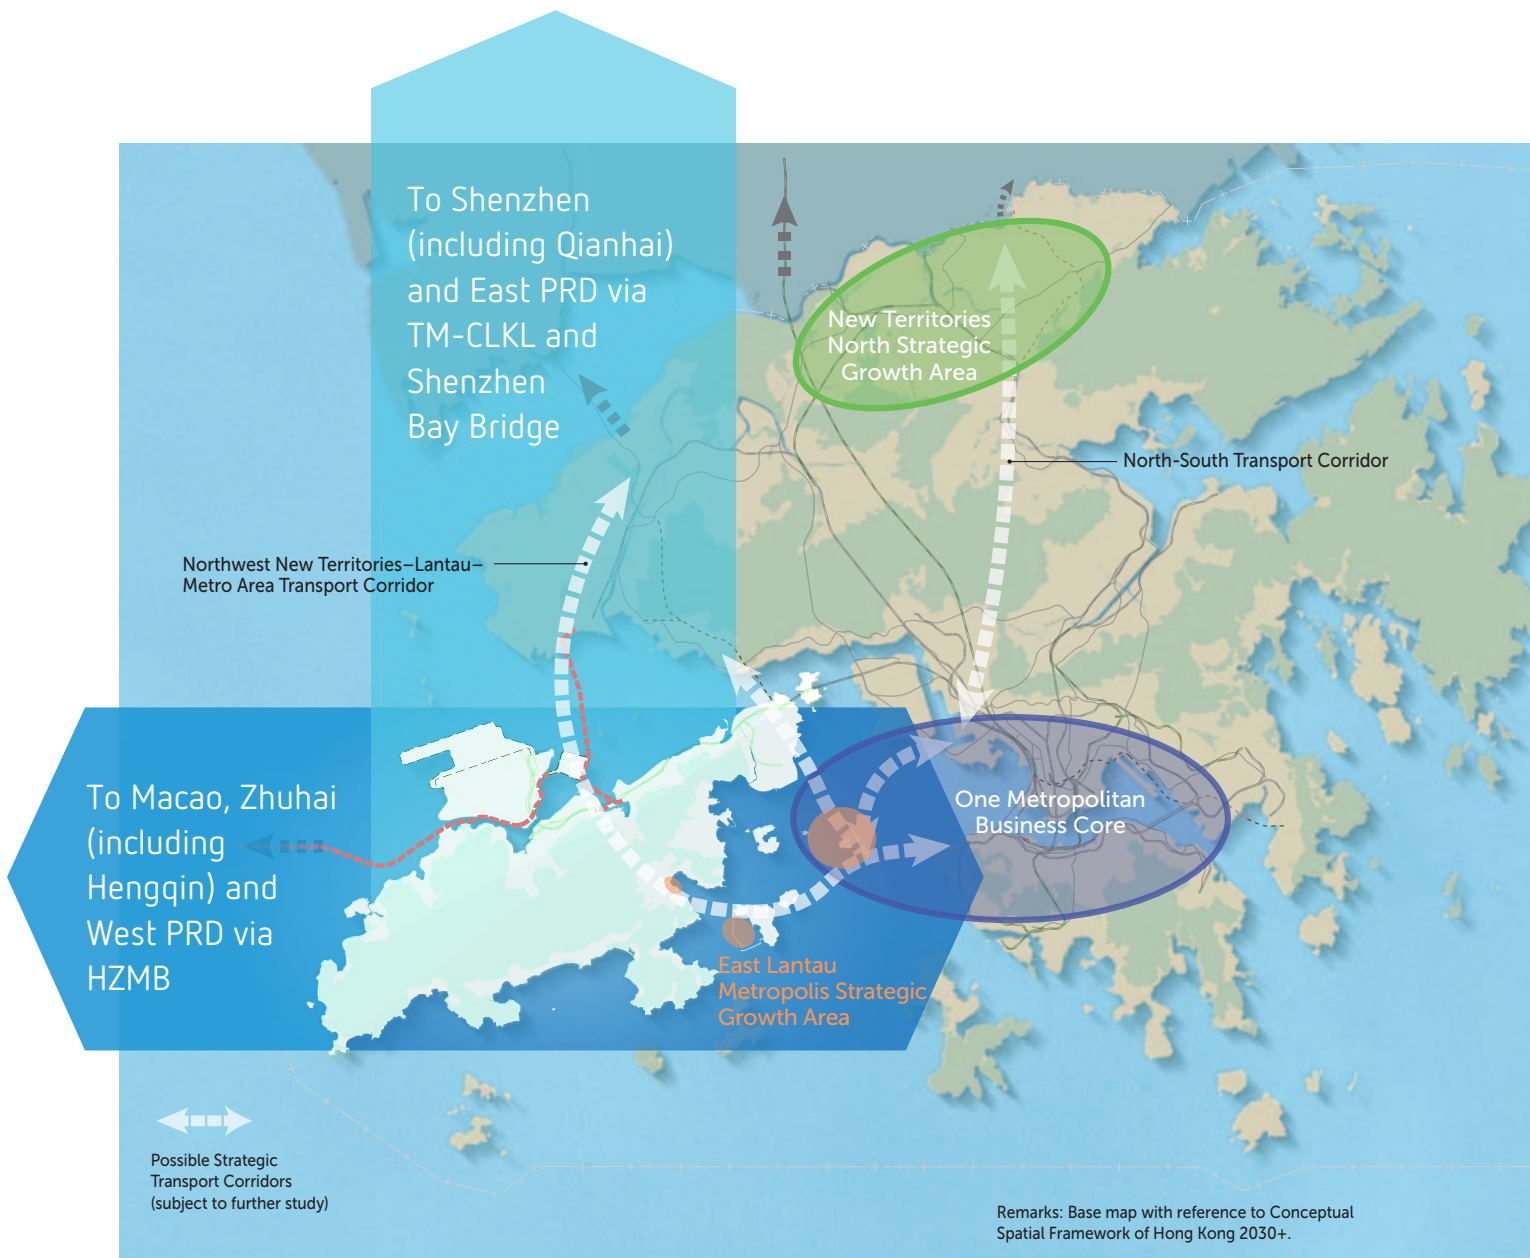 To Shenzhen
(including Qianhai)
and East PRD via
TM-CLKL and
Shenzhen
Bay Bridge
New Territories
North Strategic
Growth Area
North-South Transport Corridor
Northwest New Territories–Lantau–
Metro Area Transport Corridor
To Macao, Zhuhai
(including
Hengqin) and
West PRD via
HZMB
One Metropolitan
Business Core
East Lantau
Metropolis Strategic
Growth Area
Possible Strategic
Transport Corridors
(subject to further study)
Remarks: Base map with reference to Conceptual
Spatial Framework of Hong Kong 2030+.